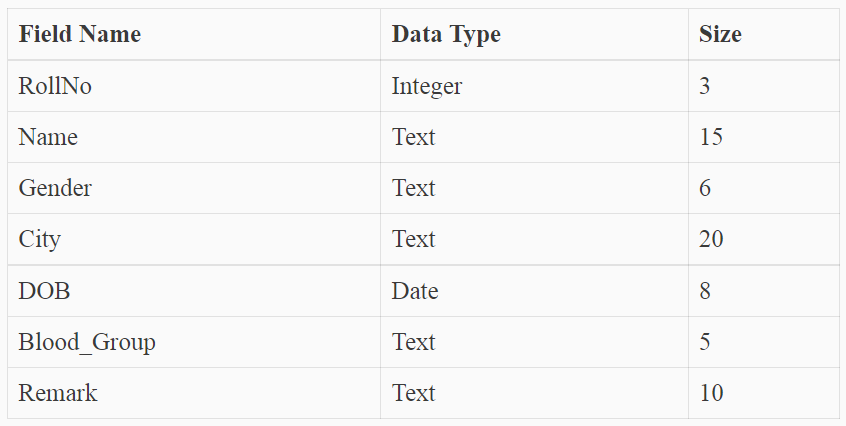 Field Name Data Type Size
RollNo Integer 3
Name Text 15
Gender Text 6
City Text 20
DOB Date 8
Blood_Group Text 5
Remark Text 10